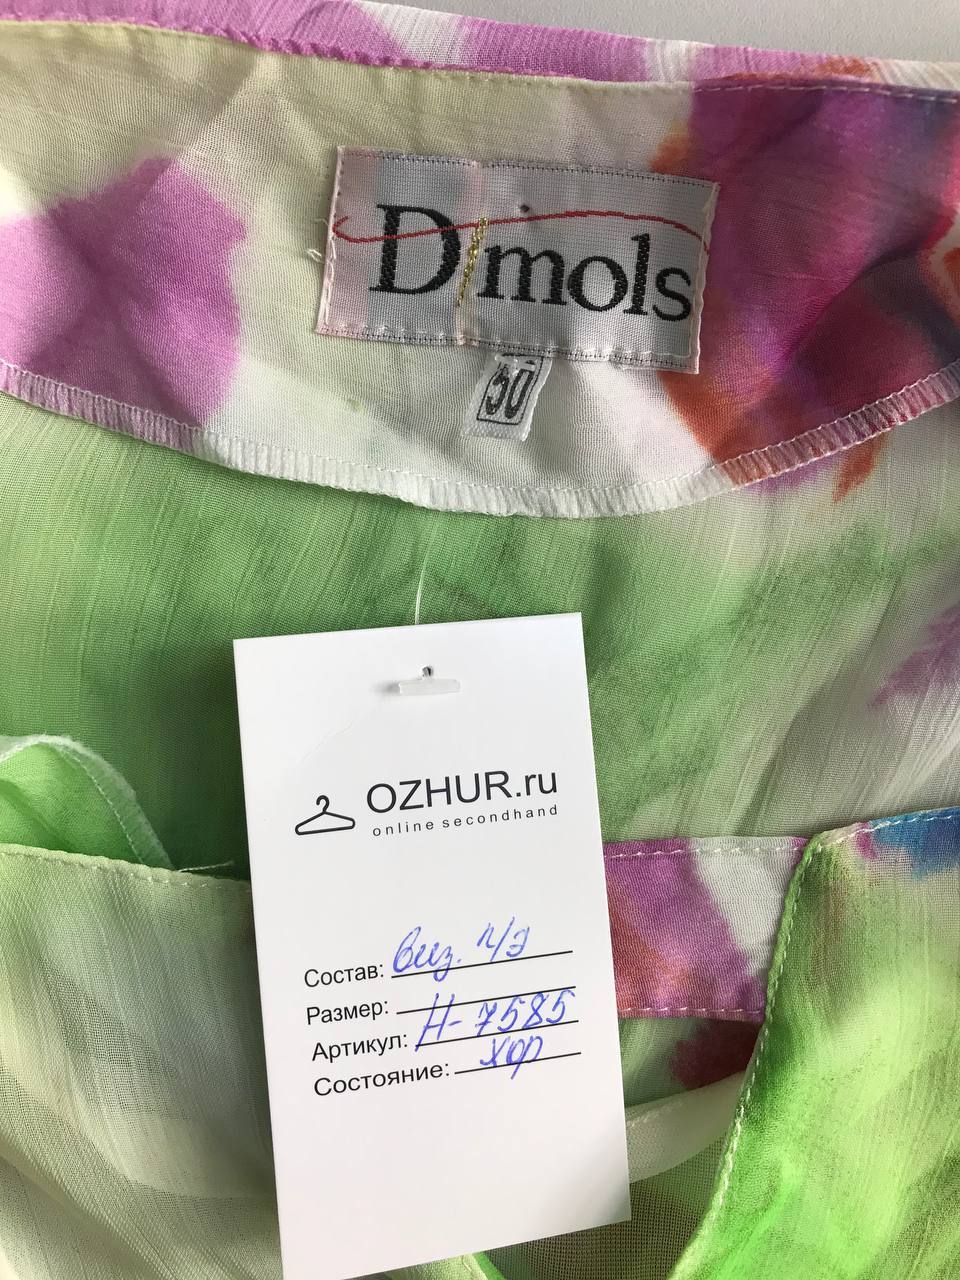 D/mols
50
OZHUR.ru
online secondhand
Состав: виз. п/э
Размер:
Артикул: Н-7585
Состояние: хор